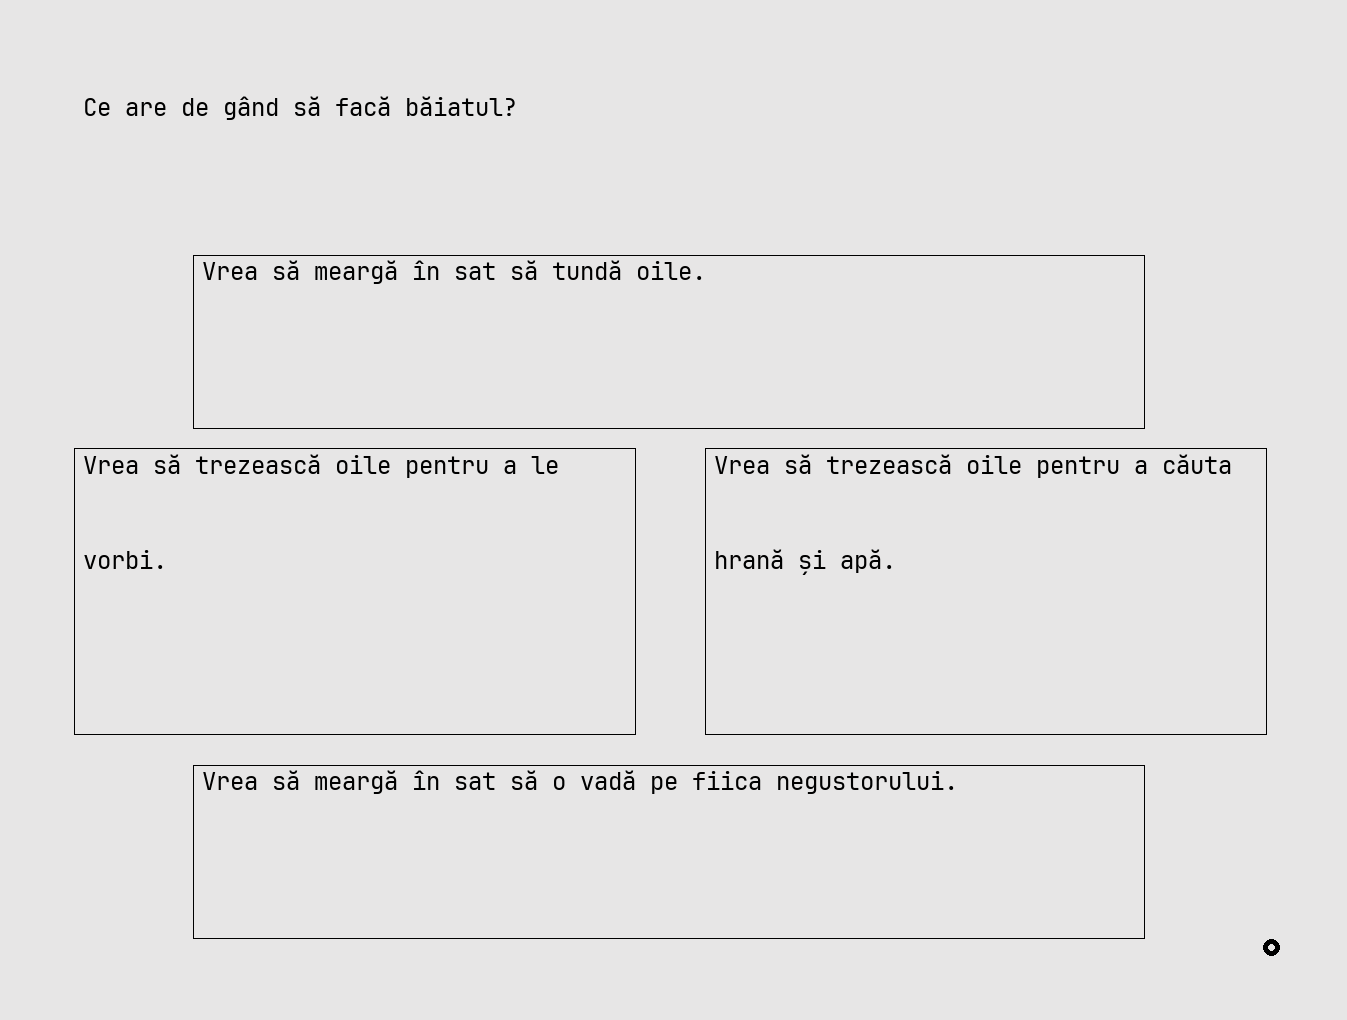 Ce are de gând să facă băiatul?
Vrea să meargă în sat să tundă oile.
Vrea să trezească oile pentru a le
vorbi.
Vrea să trezească oile pentru a căuta
hrană și apă.
Vrea să meargă în sat să o vadă pe fiica negustorului.